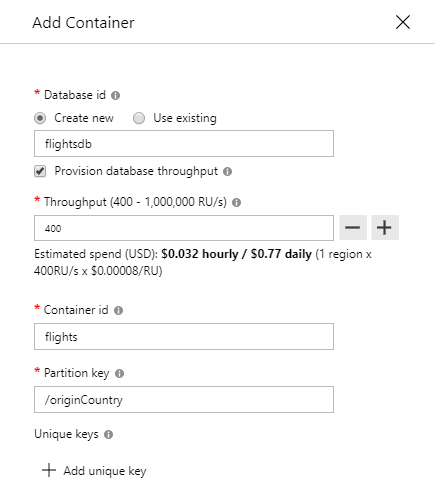 Add Container
* Database id
Create new Use existing
flightsdb
Provision database throughput
* Throughput (400 - 1,000,000 RU/s)
400
Estimated spend (USD): $0.032 hourly / $0.77 daily (1 region x
400RU/s x $0.00008/RU)
* Container id
flights
* Partition key
/originCountry
Unique keys
+ Add unique key